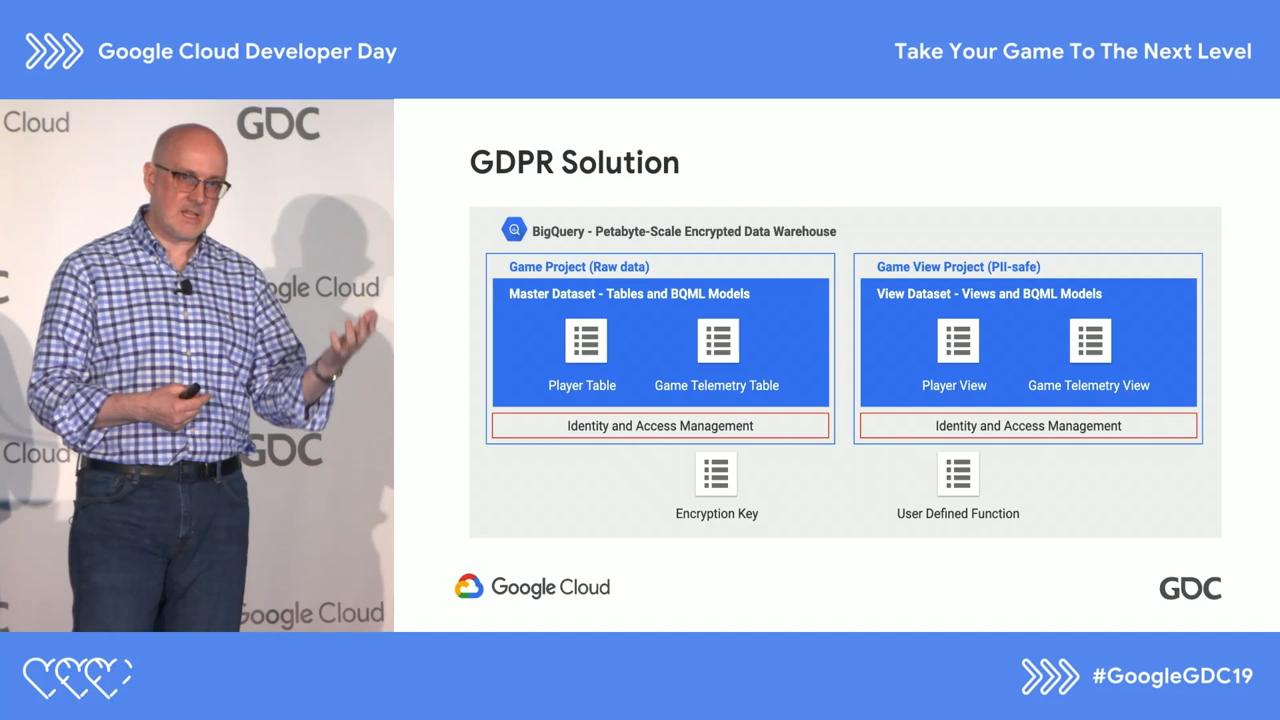 Google Cloud Developer Day
Take Your Game To The Next Level
Cloud
GDC
ogle Cloud
Cloud
GDC
Google Cloud
GDPR Solution
BigQuery - Petabyte-Scale Encrypted Data Warehouse
Game Project (Raw data)
Master Dataset - Tables and BQML Models
Player Table
Game Telemetry Table
Identity and Access Management
Game View Project (PII-safe)
View Dataset - Views and BQML Models
Player View
Game Telemetry View
Identity and Access Management
Encryption Key
User Defined Function
Google Cloud
GDC
#GoogleGDC19